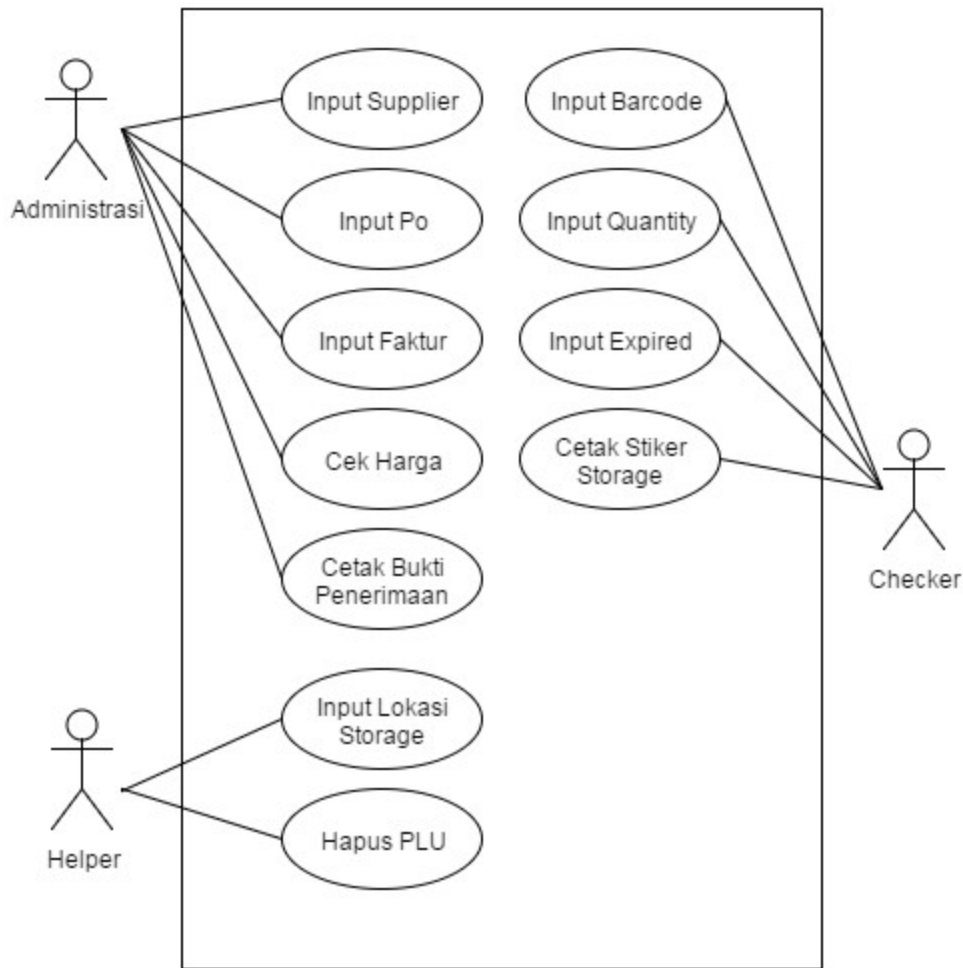 Administrasi
Input Supplier
Input Po
Input Faktur
Cek Harga
Cetak Bukti
Penerimaan
Input Barcode
Input Quantity
Input Expired
Cetak Stiker
Storage
Checker
Input Lokasi
Storage
Hapus PLU
Helper